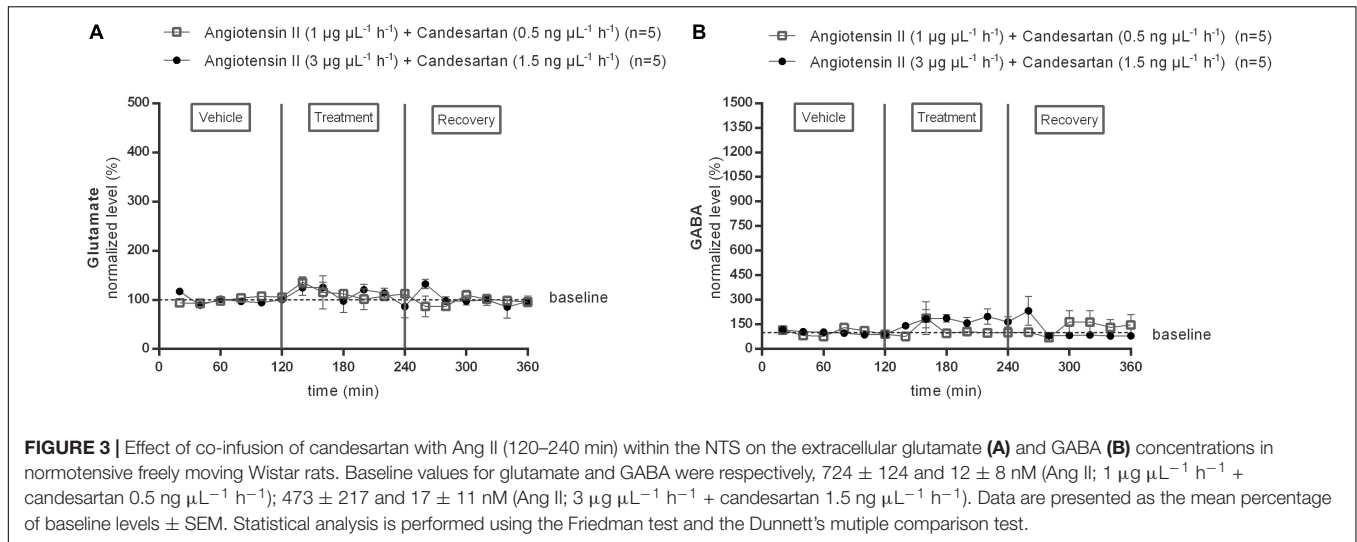 A
Angiotensin II (1 µg µL⁻¹ h⁻¹) + Candesartan (0.5 ng µL⁻¹ h⁻¹) (n=5)
Angiotensin II (3 µg µL⁻¹ h⁻¹) + Candesartan (1.5 ng µL⁻¹ h⁻¹) (n=5)
500
400
300
200
100
0
Glutamate
normalized level (%)
Vehicle
Treatment
Recovery
baseline
0 60 120 180 240 300 360
time (min)
B
Angiotensin II (1 µg µL⁻¹ h⁻¹) + Candesartan (0.5 ng µL⁻¹ h⁻¹) (n=5)
Angiotensin II (3 µg µL⁻¹ h⁻¹) + Candesartan (1.5 ng µL⁻¹ h⁻¹) (n=5)
1500
1350
1200
1050
900
750
600
450
300
150
0
GABA
normalized level (%)
Vehicle
Treatment
Recovery
baseline
0 60 120 180 240 300 360
time (min)
FIGURE 3 | Effect of co-infusion of candesartan with Ang II (120–240 min) within the NTS on the extracellular glutamate (A) and GABA (B) concentrations in
normotensive freely moving Wistar rats. Baseline values for glutamate and GABA were respectively, 724 ± 124 and 12 ± 8 nM (Ang II; 1 µg µL⁻¹ h⁻¹ +
candesartan 0.5 ng µL⁻¹ h⁻¹); 473 ± 217 and 17 ± 11 nM (Ang II; 3 µg µL⁻¹ h⁻¹ + candesartan 1.5 ng µL⁻¹ h⁻¹). Data are presented as the mean percentage
of baseline levels ± SEM. Statistical analysis is performed using the Friedman test and the Dunnett's mutiple comparison test.